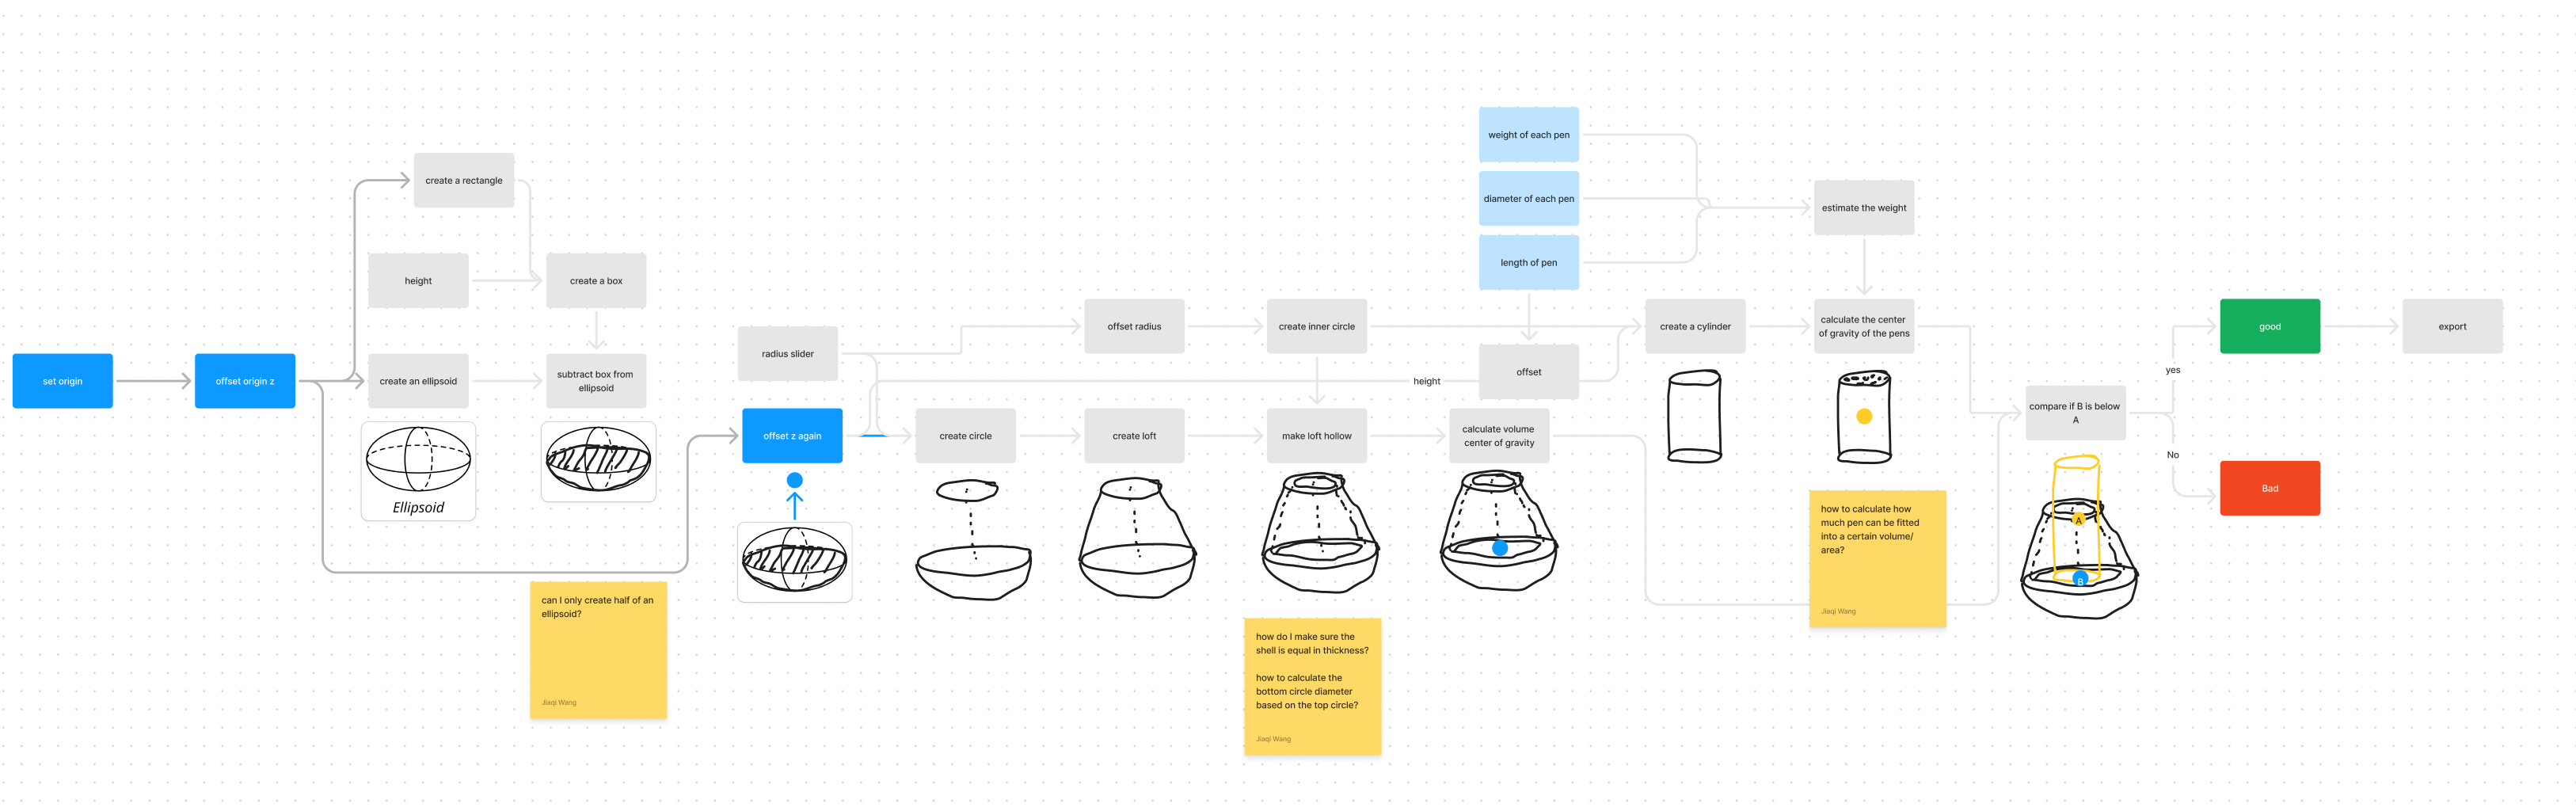 weight of each pen
diameter of each pen
length of pen
estimate the weight
create a rectangle
height
create a box
set origin
offset origin z
create an ellipsoid
subtract box from
ellipsoid
Ellipsoid
radius slider
offset z again
can I only create half of an
ellipsoid?
Jiaqi Wang
offset radius
create inner circle
height
offset
create circle
create loft
make loft hollow
calculate volume
center of gravity
how do I make sure the
shell is equal in thickness?
how to calculate the
bottom circle diameter
based on the top circle?
Jiaqi Wang
create a cylinder
calculate the center
of gravity of the pens
how to calculate how
much pen can be fitted
into a certain volume/
area?
Jiaqi Wang
compare if B is below
A
A
B
yes
No
good
Bad
export